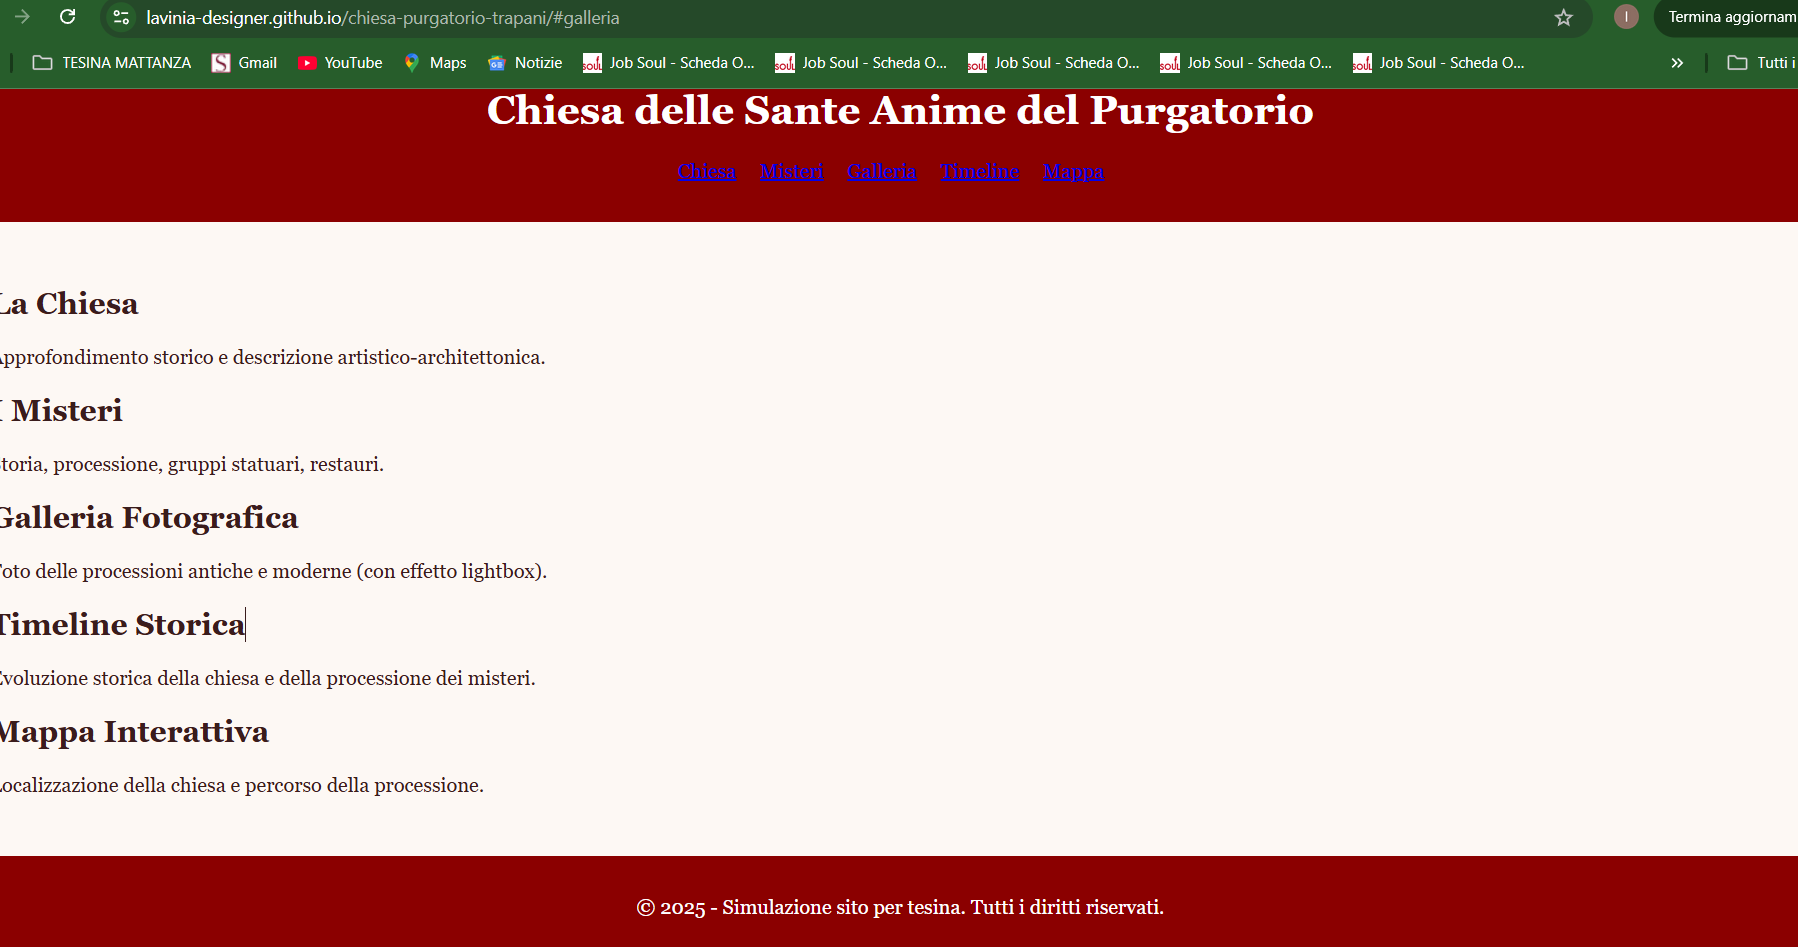 lavinia-designer.github.io/chiesa-purgatorio-trapani/#galleria
I
Termina aggiornam
TESINA MATTANZA Gmail YouTube Maps Notizie Job Soul - Scheda O... Job Soul - Scheda O... Job Soul - Scheda O... Job Soul - Scheda O... Job Soul - Scheda O... » Tutti i
Chiesa delle Sante Anime del Purgatorio
Chiesa Misteri Galleria Timeline Mappa
La Chiesa
Approfondimento storico e descrizione artistico-architettonica.
I Misteri
toria, processione, gruppi statuari, restauri.
Galleria Fotografica
oto delle processioni antiche e moderne (con effetto lightbox).
Timeline Storica
Evoluzione storica della chiesa e della processione dei misteri.
Mappa Interattiva
Localizzazione della chiesa e percorso della processione.
© 2025 - Simulazione sito per tesina. Tutti i diritti riservati.